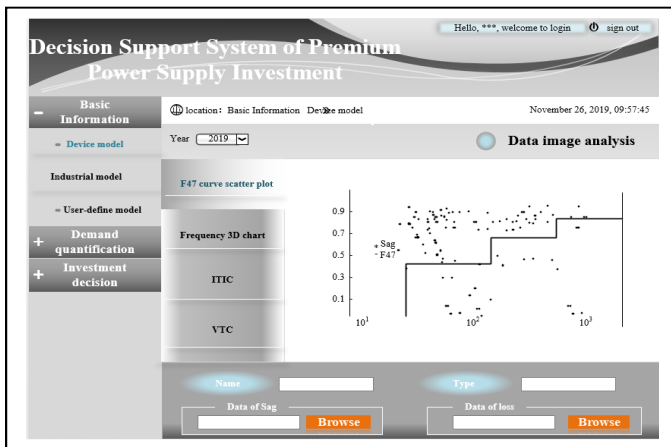 Hello, ***, welcome to login sign out
Decision Support System of Premium
Power Supply Investment
− Basic
Information
Device model
Industrial model
User-define model
+ Demand
quantification
+ Investment
decision
location: Basic Information Device model November 26, 2019, 09:57:45
Year 2019 Data image analysis
F47 curve scatter plot
Frequency 3D chart
ITIC
VTC
0.9
0.7
0.5
0.3
0.1
* Sag
- F47
10¹ 10² 10³
Name Type
Data of Sag Data of loss
Browse Browse